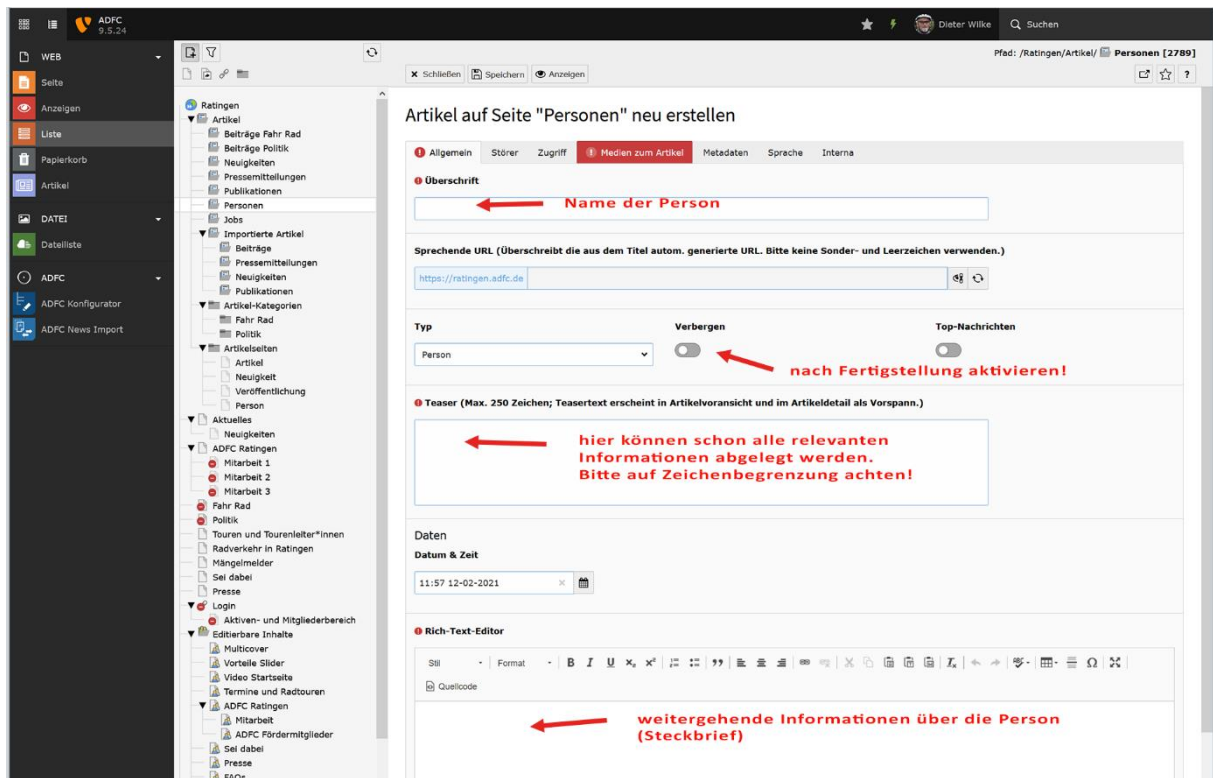 ADFC
9.5.24
Dieter Wilke
Suchen
WEB
Seite
Anzeigen
Liste
Papierkorb
Artikel
DATEI
Dateiliste
ADFC
ADFC Konfigurator
ADFC News Import
Ratingen
Artikel
Beiträge Fahr Rad
Beiträge Politik
Neuigkeiten
Pressemitteilungen
Publikationen
Personen
Jobs
Importierte Artikel
Beiträge
Pressemitteilungen
Neuigkeiten
Publikationen
Artikel-Kategorien
Fahr Rad
Politik
Artikelseiten
Artikel
Neuigkeit
Veröffentlichung
Person
Aktuelles
Neuigkeiten
ADFC Ratingen
Mitarbeit 1
Mitarbeit 2
Mitarbeit 3
Fahr Rad
Politik
Touren und Tourenleiter*innen
Radverkehr in Ratingen
Mängelmelder
Sei dabei
Presse
Login
Aktiven- und Mitgliederbereich
Editierbare Inhalte
Multicover
Vorteile Slider
Video Startseite
Termine und Radtouren
ADFC Ratingen
Mitarbeit
ADFC Fördermitglieder
Sei dabei
Presse
FAQs
Pfad: /Ratingen/Artikel/ Personen [2789]
Schließen Speichern Anzeigen ?
Artikel auf Seite "Personen" neu erstellen
Allgemein Störer Zugriff Medien zum Artikel Metadaten Sprache Interna
Überschrift
Name der Person
Sprechende URL (Überschreibt die aus dem Titel autom. generierte URL. Bitte keine Sonder- und Leerzeichen verwenden.)
https://ratingen.adfc.de
Typ Verbergen Top-Nachrichten
Person
nach Fertigstellung aktivieren!
Teaser (Max. 250 Zeichen; Teasertext erscheint in Artikelvoransicht und im Artikeldetail als Vorspann.)
hier können schon alle relevanten
Informationen abgelegt werden.
Bitte auf Zeichenbegrenzung achten!
Daten
Datum & Zeit
11:57 12-02-2021
Rich-Text-Editor
Stil Format B I U x₂ x² Ω
Quellcode
weitergehende Informationen über die Person
(Steckbrief)